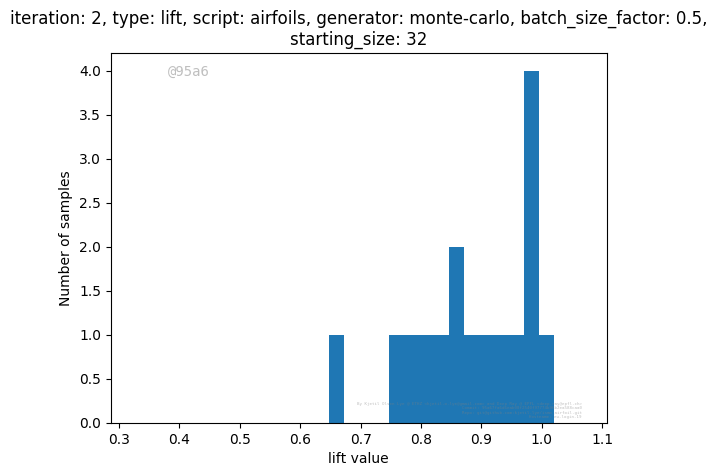 iteration: 2, type: lift, script: airfoils, generator: monte-carlo, batch_size_factor: 0.5,
starting_size: 32
@95a6
4.0
3.5
3.0
2.5
2.0
1.5
1.0
0.5
0.0
Number of samples
0.3 0.4 0.5 0.6 0.7 0.8 0.9 1.0 1.1
lift value